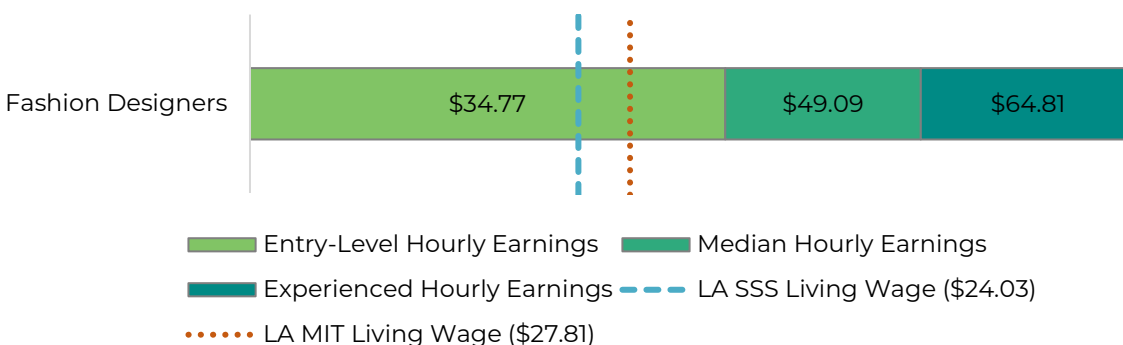 Fashion Designers $34.77 $49.09 $64.81
Entry-Level Hourly Earnings Median Hourly Earnings
Experienced Hourly Earnings LA SSS Living Wage ($24.03)
LA MIT Living Wage ($27.81)